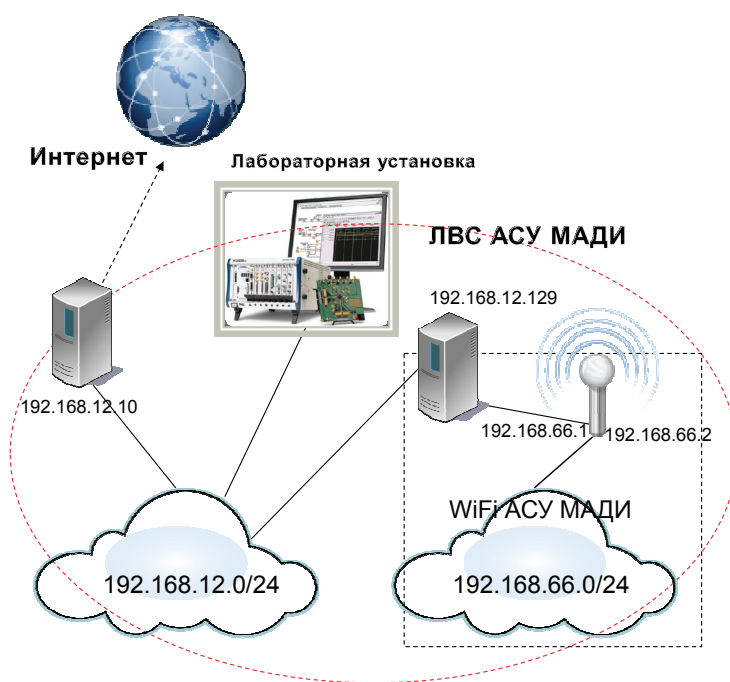 Интернет
Лабораторная установка
ЛВС АСУ МАДИ
192.168.12.129
192.168.12.10
192.168.66.1
192.168.66.2
WiFi АСУ МАДИ
192.168.12.0/24
192.168.66.0/24